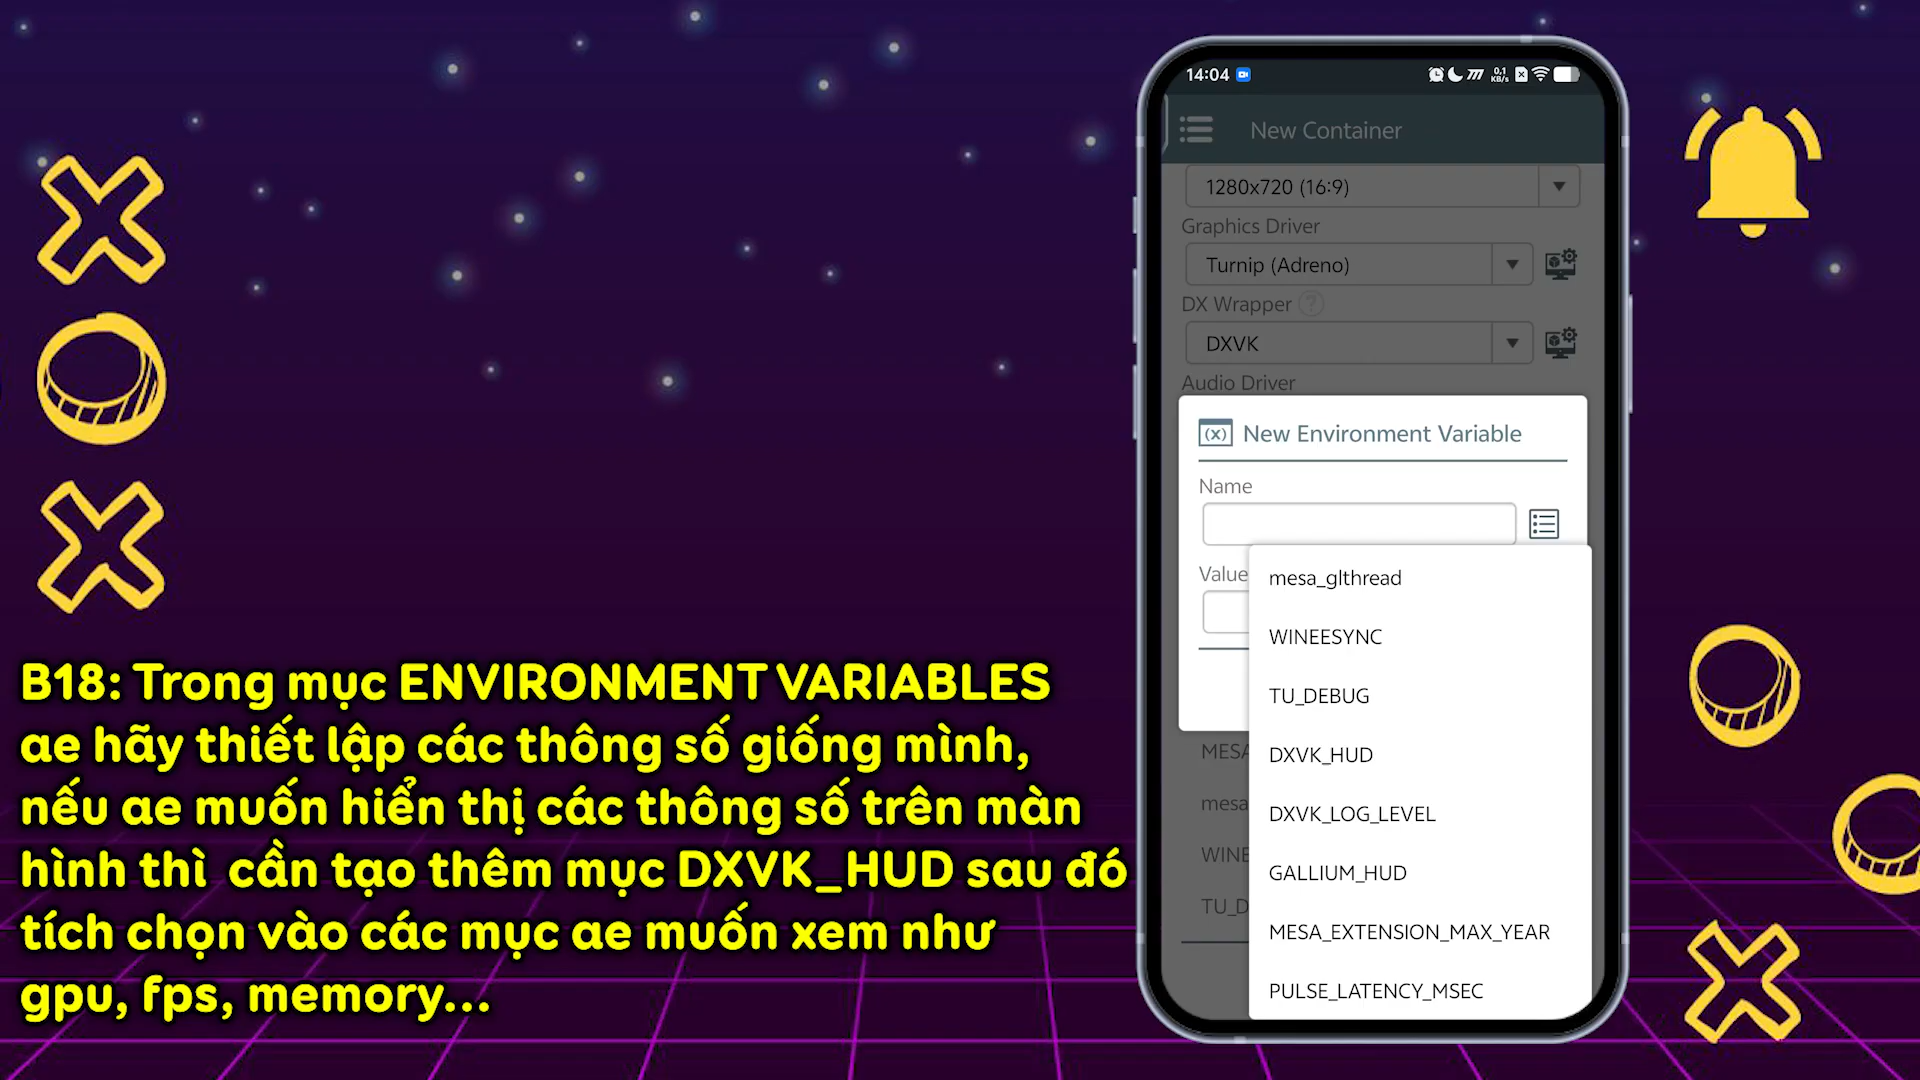 14:04
0,1
KB/s
New Container
1280x720 (16:9)
Graphics Driver
Turnip (Adreno)
DX Wrapper ?
DXVK
Audio Driver
(x) New Environment Variable
Name
Value
mesa_glthread
WINEESYNC
TU_DEBUG
DXVK_HUD
DXVK_LOG_LEVEL
GALLIUM_HUD
MESA_EXTENSION_MAX_YEAR
PULSE_LATENCY_MSEC
MESA
mesa
WINE
TU_D
B18: Trong mục ENVIRONMENT VARIABLES
ae hãy thiết lập các thông số giống mình,
nếu ae muốn hiển thị các thông số trên màn
hình thì cần tạo thêm mục DXVK_HUD sau đó
tích chọn vào các mục ae muốn xem như
gpu, fps, memory...